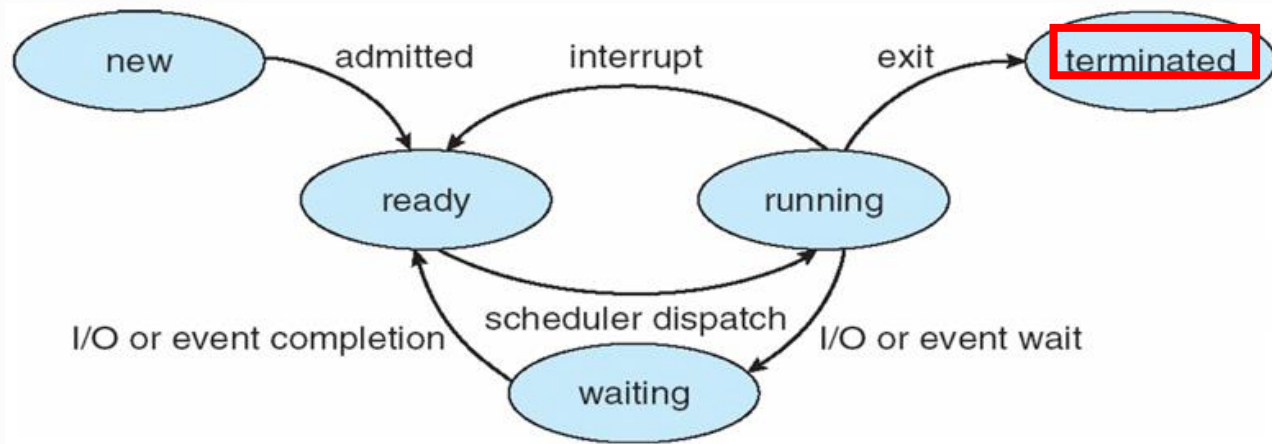 new
admitted
interrupt
exit
terminated
ready
running
scheduler dispatch
I/O or event completion
I/O or event wait
waiting